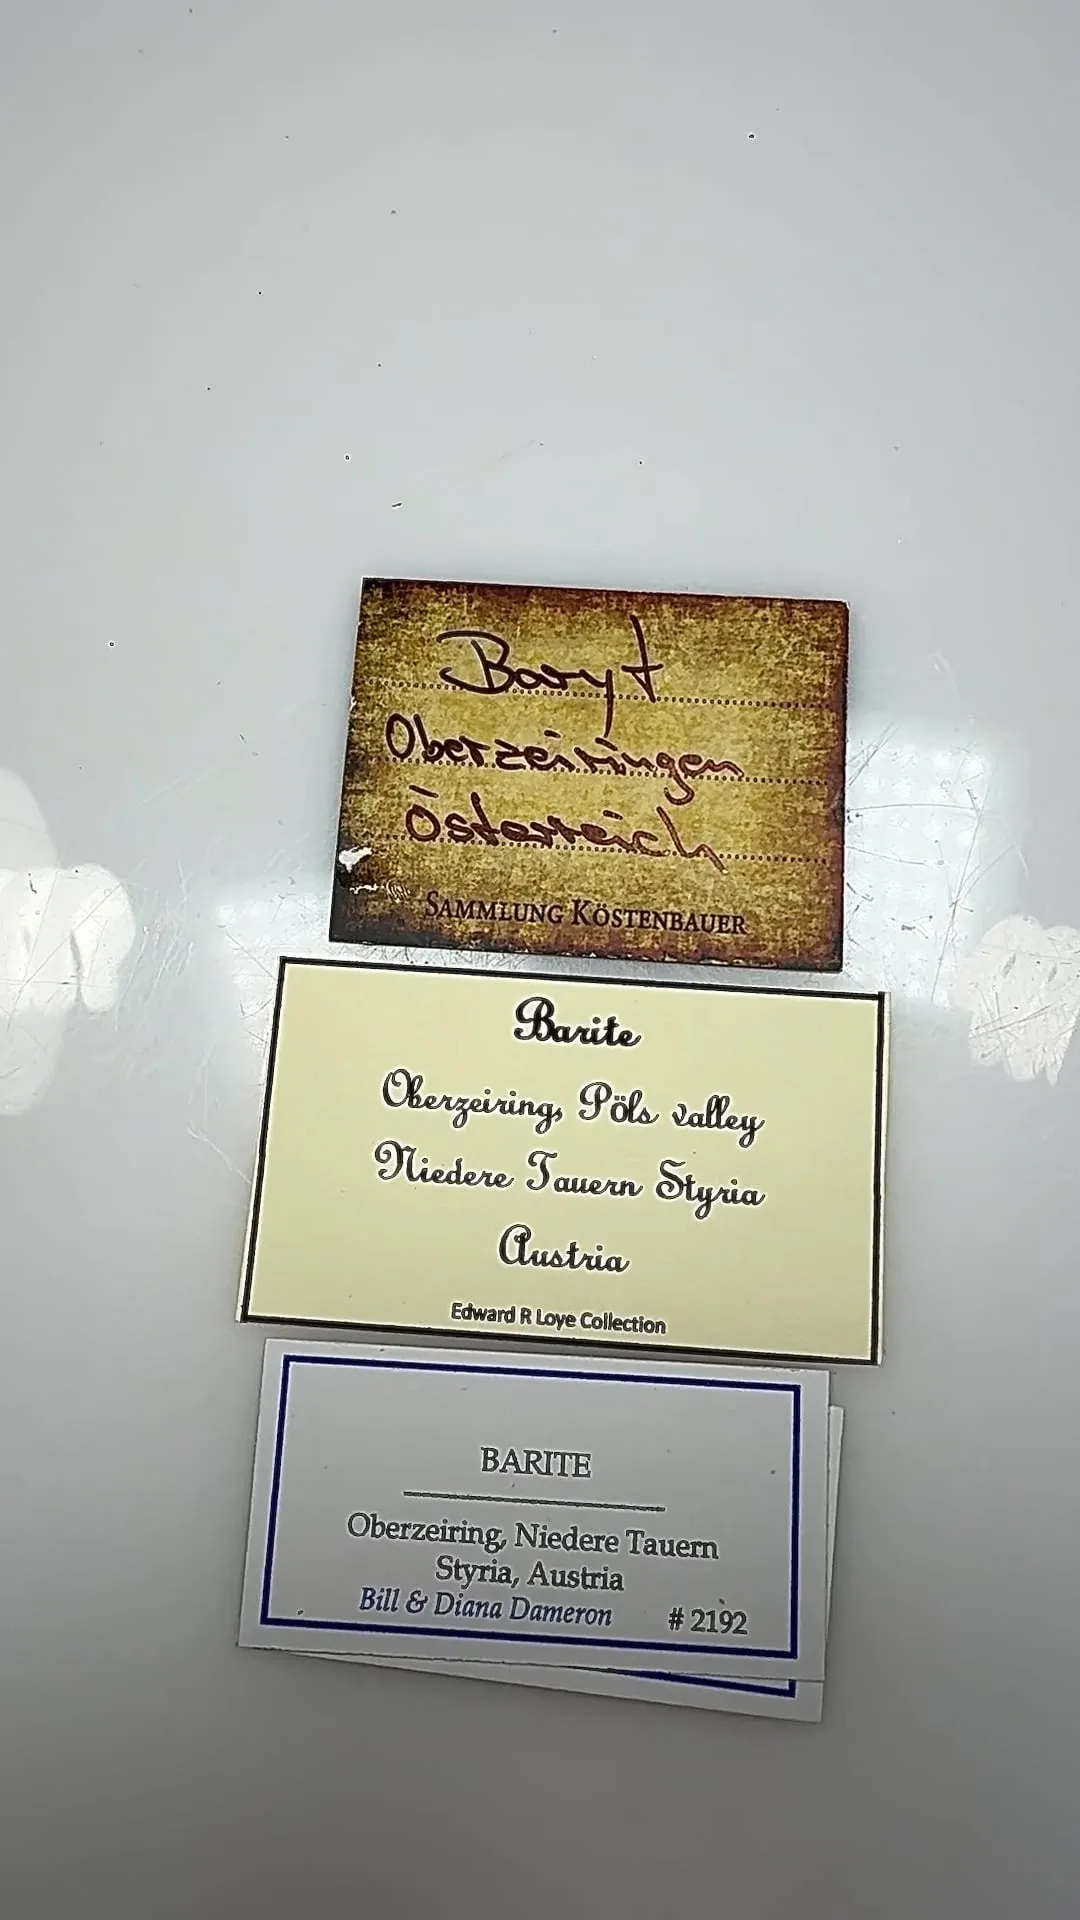 Baryt
Oberzeiringen
Österreich
SAMMLUNG KÖSTENBAUER
Barite
Oberzeiring, Pöls valley
Niedere Tauern Styria
Austria
Edward R Loye Collection
BARITE
Oberzeiring, Niedere Tauern
Styria, Austria
Bill & Diana Dameron # 2192